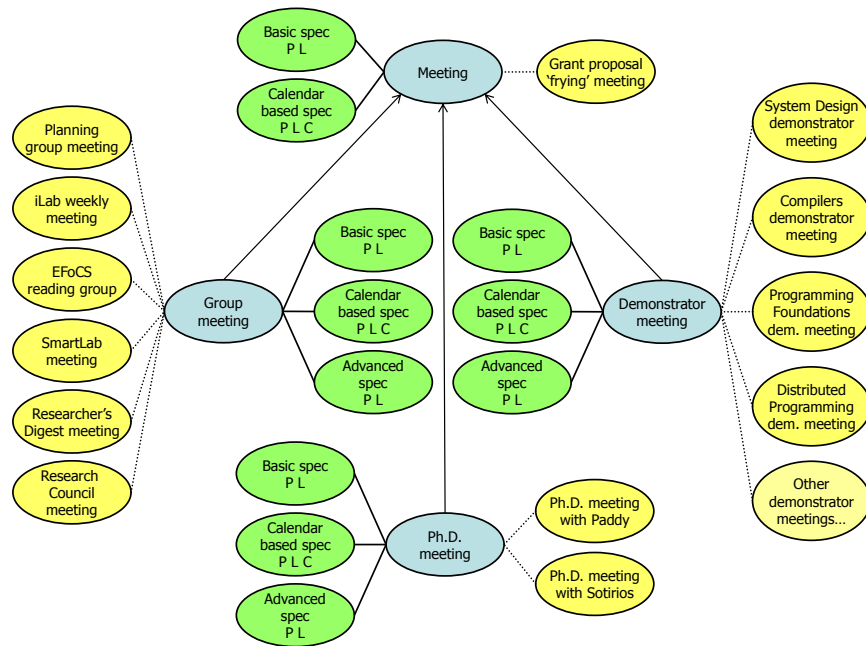 Basic spec
P L
Meeting
Grant proposal
‘frying’ meeting
Calendar
based spec
P L C
System Design
demonstrator
meeting
Planning
group meeting
iLab weekly
meeting
EFoCS
reading group
SmartLab
meeting
Researcher’s
Digest meeting
Research
Council
meeting
Group
meeting
Basic spec
P L
Calendar
based spec
P L C
Advanced
spec
P L
Basic spec
P L
Calendar
based spec
P L C
Advanced
spec
P L
Demonstrator
meeting
Compilers
demonstrator
meeting
Programming
Foundations
dem. meeting
Distributed
Programming
dem. meeting
Other
demonstrator
meetings...
Basic spec
P L
Calendar
based spec
P L C
Advanced
spec
P L
Ph.D.
meeting
Ph.D. meeting
with Paddy
Ph.D. meeting
with Sotirios